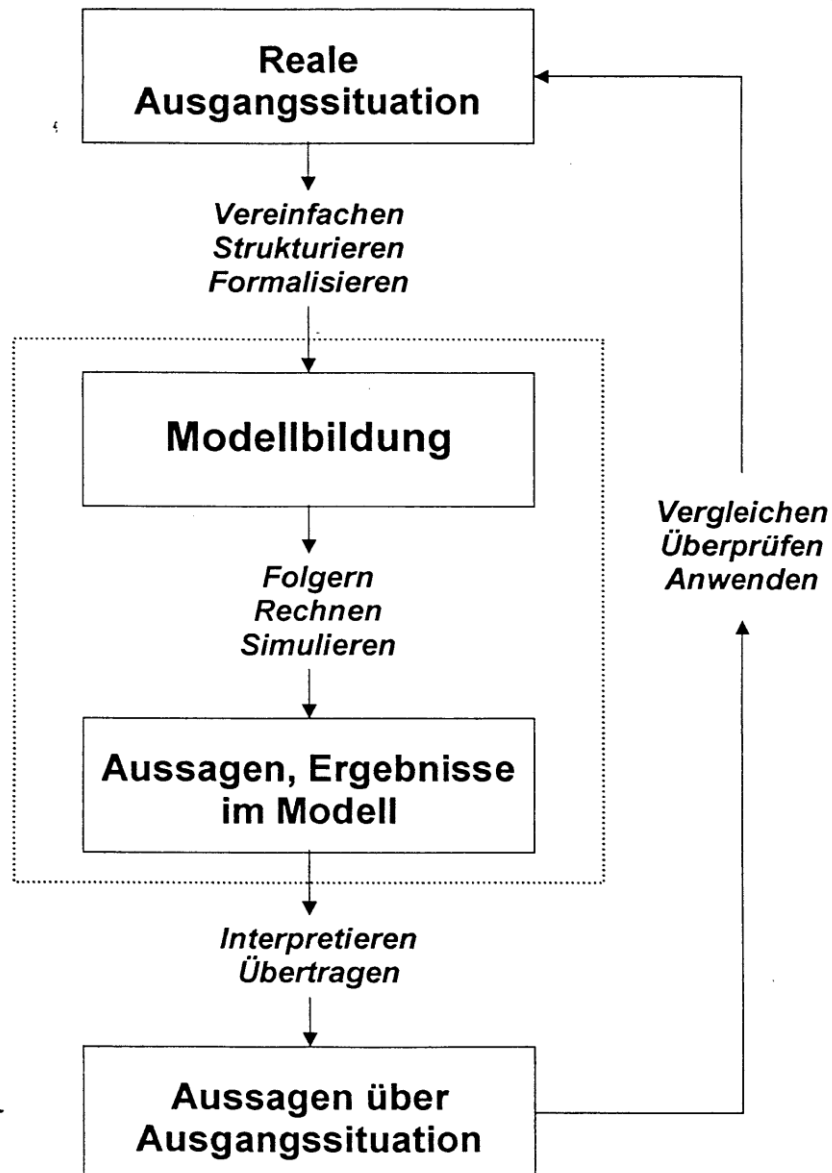 Reale
Ausgangssituation
Vereinfachen
Strukturieren
Formalisieren
Modellbildung
Folgern
Rechnen
Simulieren
Aussagen, Ergebnisse
im Modell
Interpretieren
Übertragen
Aussagen über
Ausgangssituation
Vergleichen
Überprüfen
Anwenden